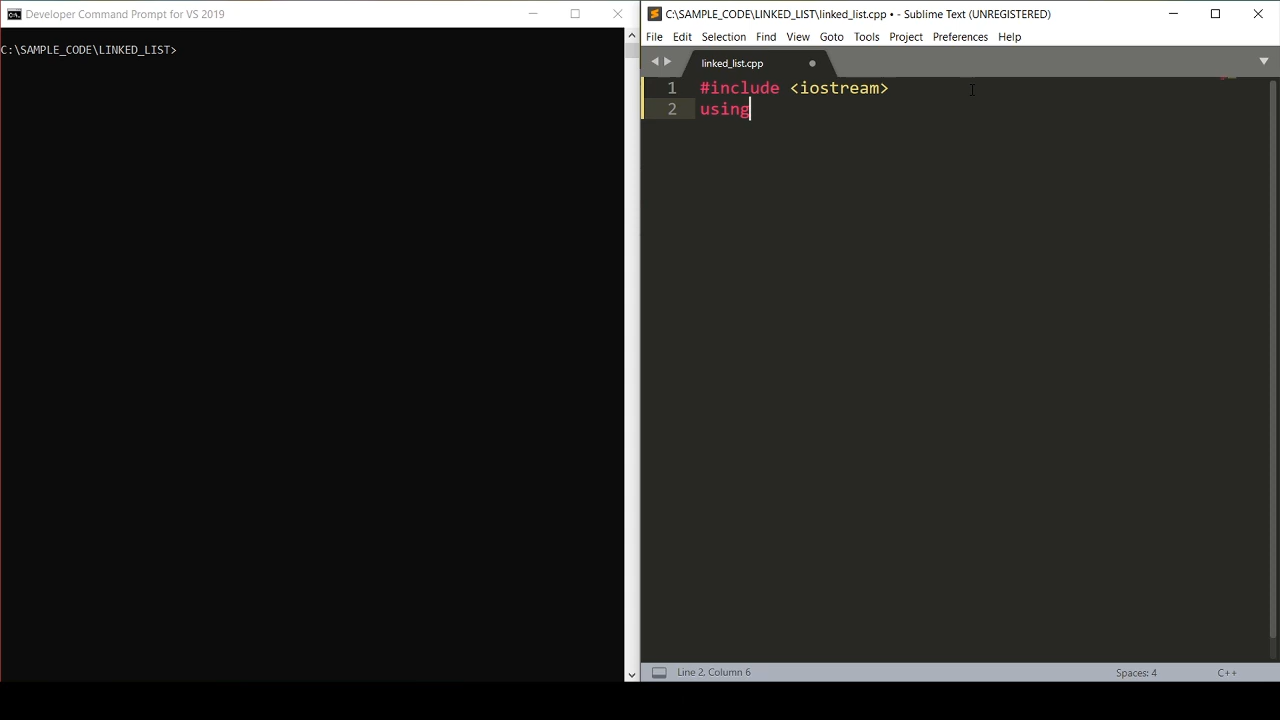 Developer Command Prompt for VS 2019
C:\SAMPLE_CODE\LINKED_LIST>
C:\SAMPLE_CODE\LINKED_LIST\linked_list.cpp • - Sublime Text (UNREGISTERED)
File Edit Selection Find View Goto Tools Project Preferences Help
linked_list.cpp
1 #include <iostream>
2 using
Line 2, Column 6 Spaces: 4 C++